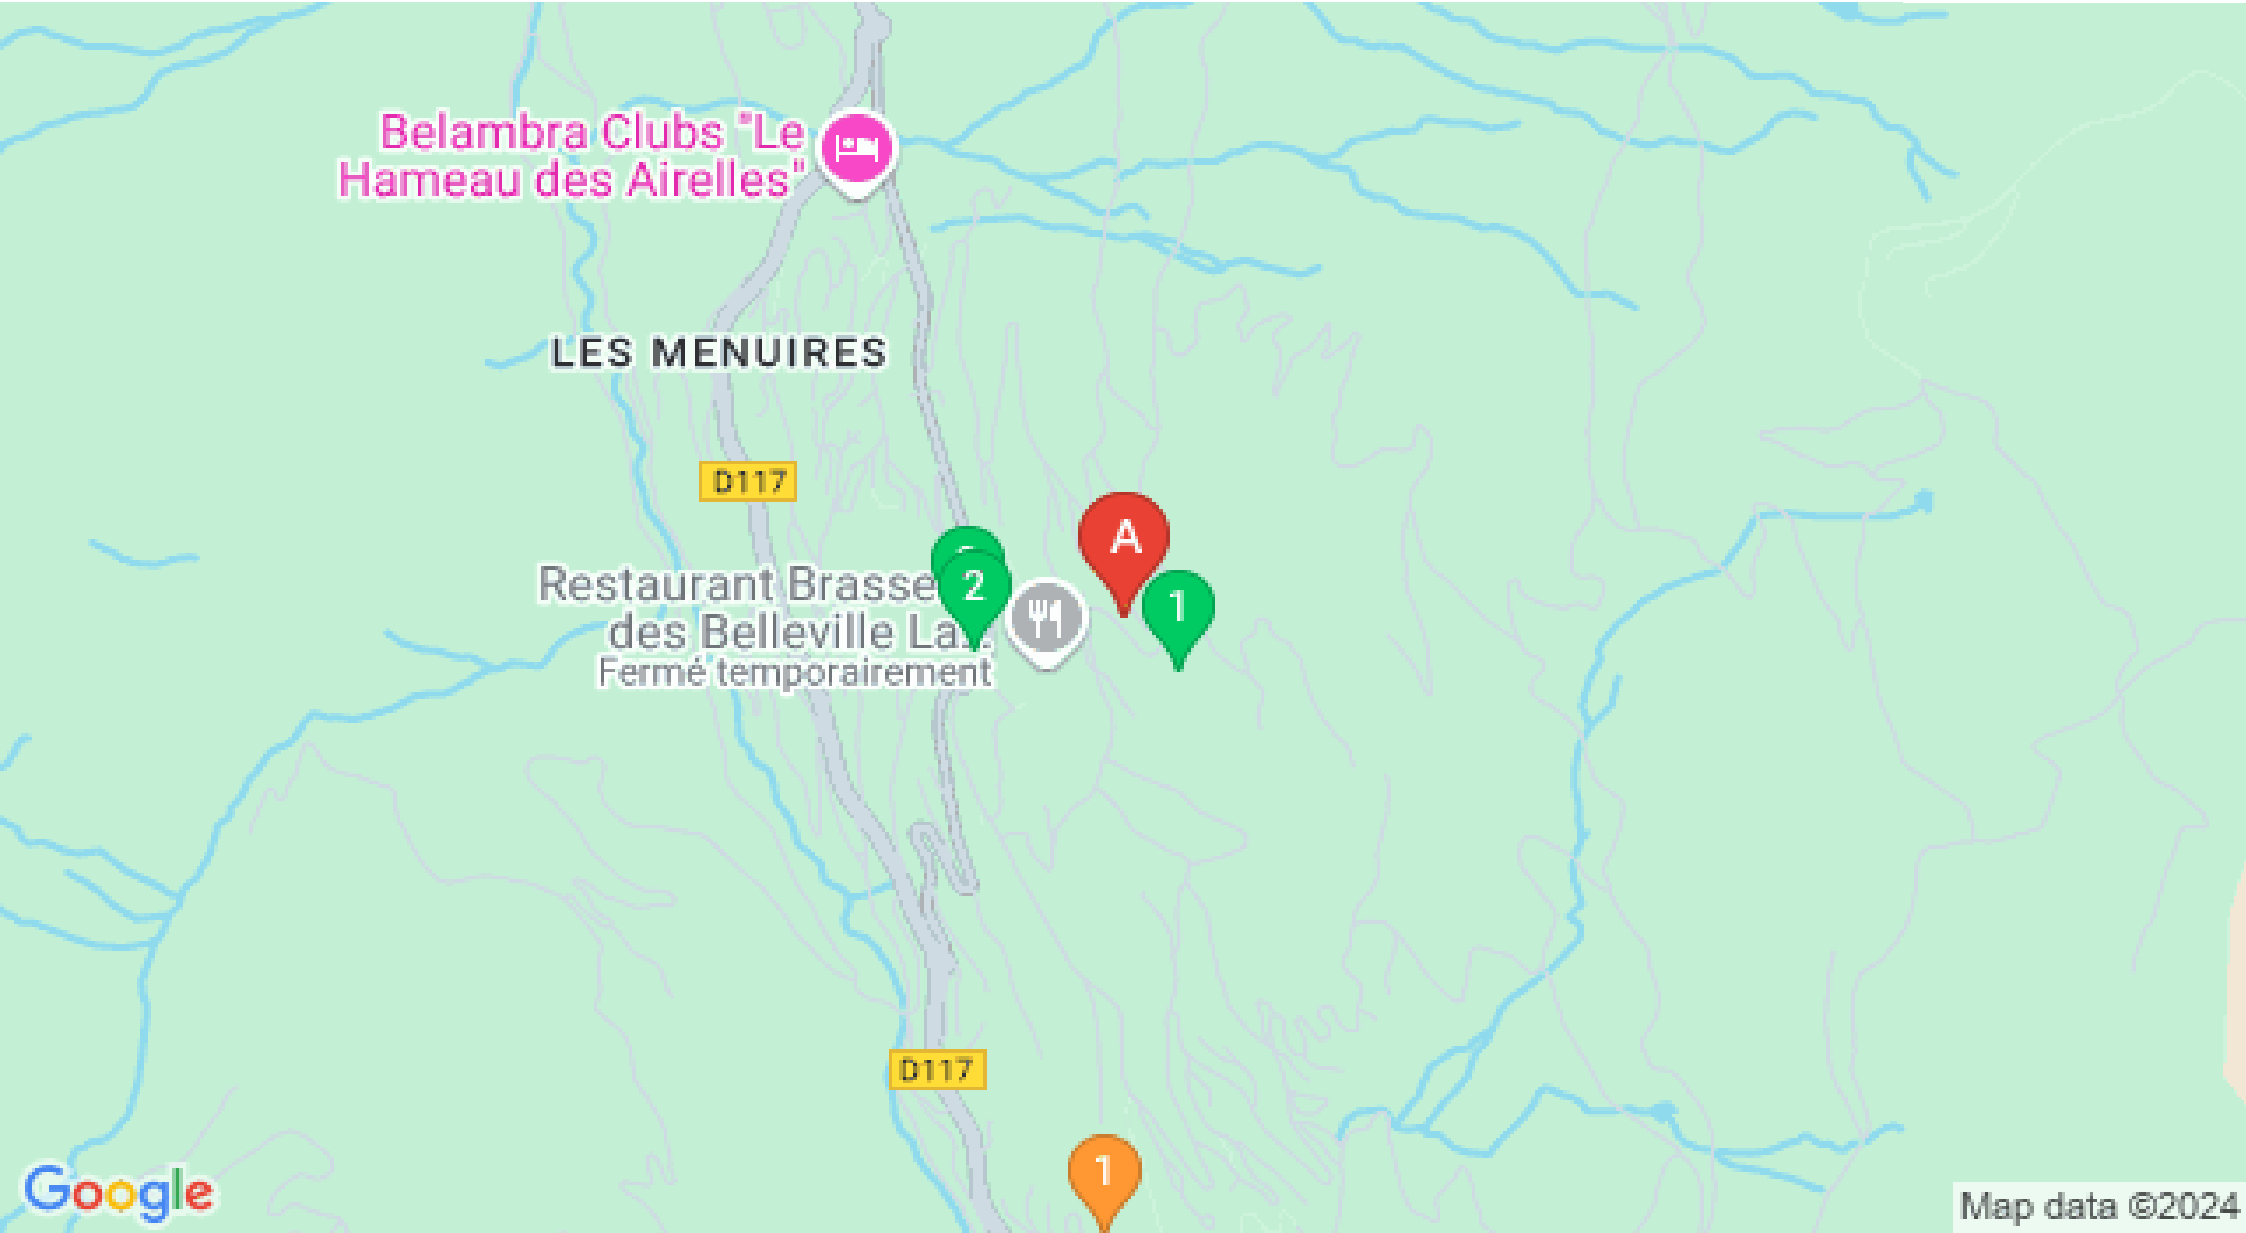 Belambra Clubs "Le
Hameau des Airelles"
LES MENUIRES
D117
A
Restaurant Brasse
2
1
des Belleville La...
Fermé temporairement
D117
1
Google
Map data ©2024